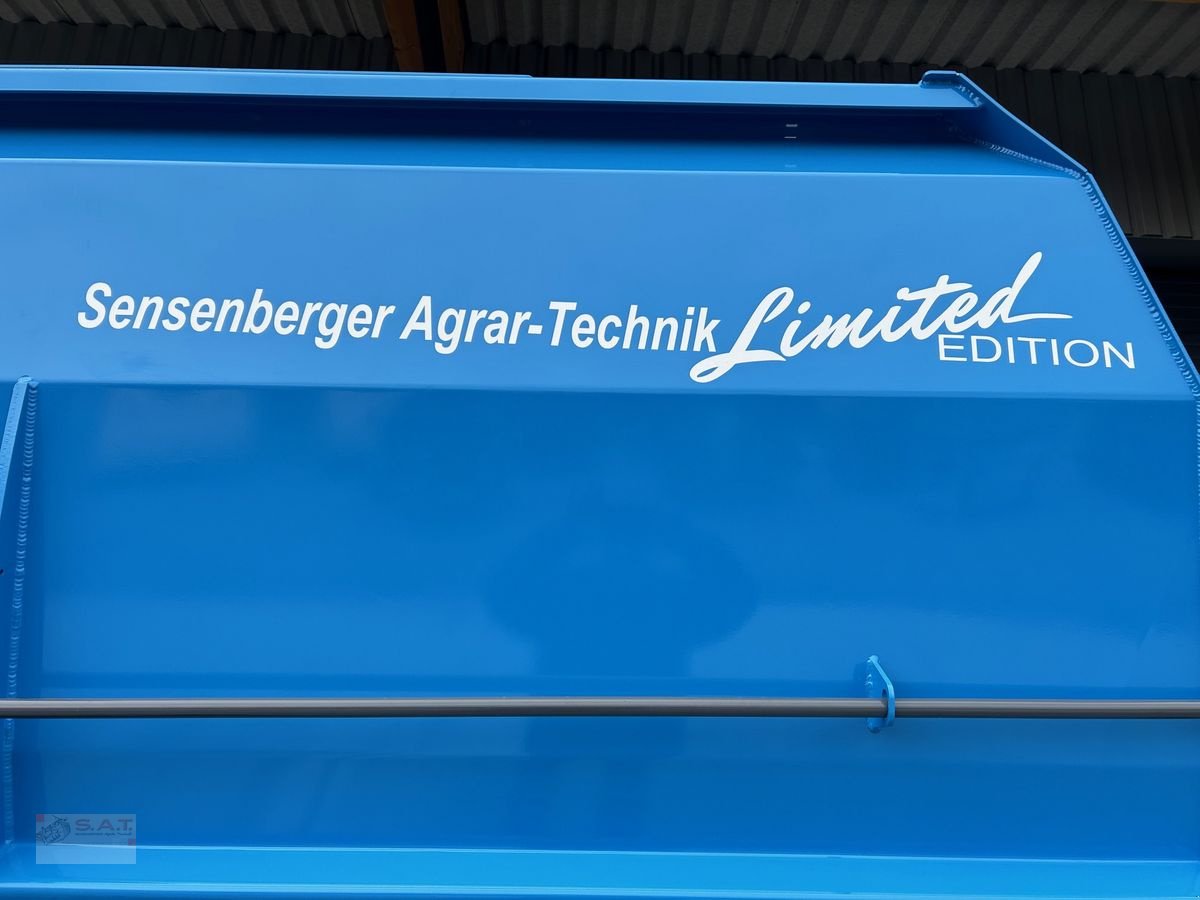 Sensenberger Agrar-Technik Limited
EDITION
S.A.T.